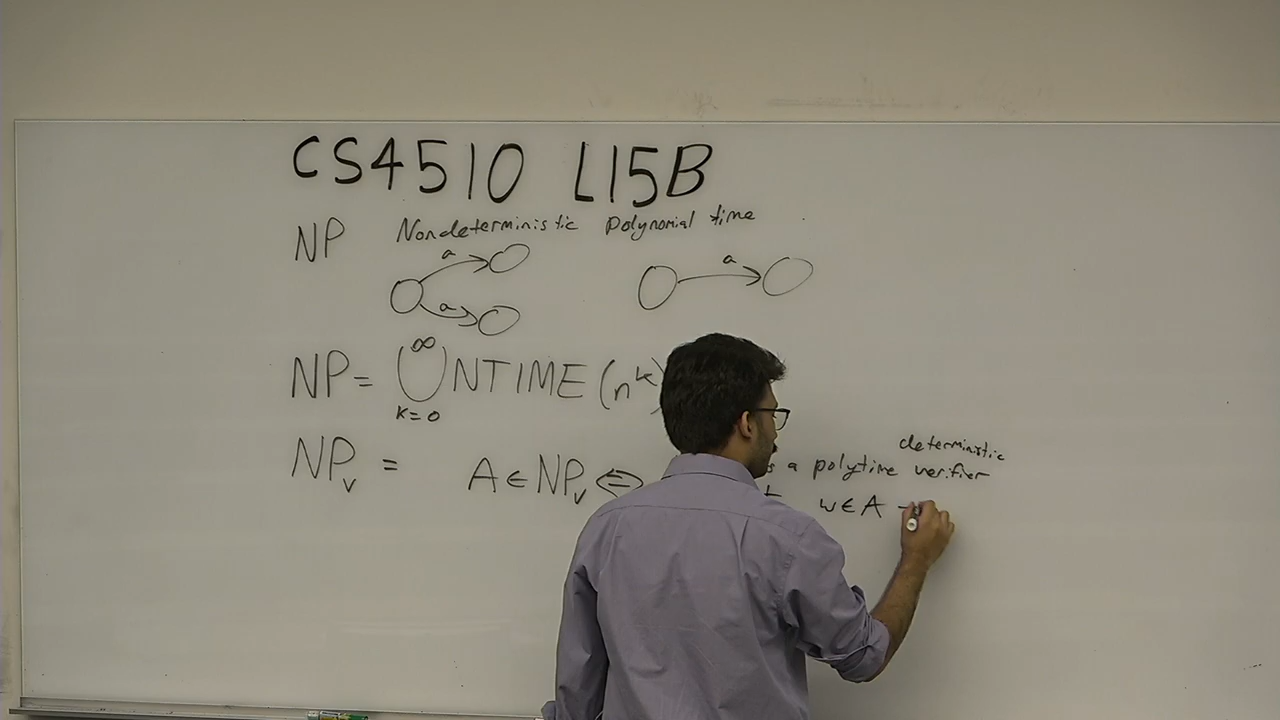 CS4510 L15B
NP Nondeterministic Polynomial time
a a
a
∞
NP = ∪ NTIME (n^k)
k=0
deterministic
NP_v = A ∈ NP_v ⟺ a polytime verifier
w ∈ A